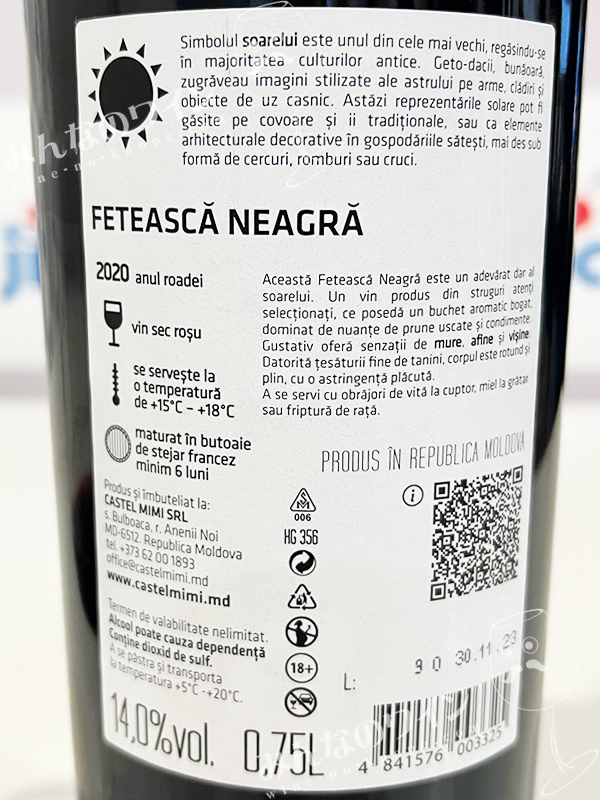 Simbolul soarelui este unul din cele mai vechi, regăsindu-se
în majoritatea culturilor antice. Geto-dacii, bunăoară,
zugrăveau imagini stilizate ale astrului pe arme, clădiri și
obiecte de uz casnic. Astăzi reprezentările solare pot fi
găsite pe covoare și ii tradiționale, sau ca elemente
arhitecturale decorative în gospodăriile sătești, mai des sub
formă de cercuri, romburi sau cruci.
FETEASCĂ NEAGRĂ
2020 anul roadei
vin sec roșu
se servește la
o temperatură
de +15°C – +18°C
maturat în butoaie
de stejar francez
minim 6 luni
Această Fetească Neagră este un adevărat dar al
soarelui. Un vin produs din struguri atenți
selecționați, ce posedă un buchet aromatic bogat,
dominat de nuanțe de prune uscate și condimente.
Gustativ oferă senzații de mure, afine și vișine.
Datorită țesăturii fine de tanini, corpul este rotund și
plin, cu o astringență plăcută.
A se servi cu obrăjori de vită la cuptor, miel la grătar
sau friptură de rață.
PRODUS ÎN REPUBLICA MOLDOVA
Produs și îmbuteliat la:
CASTEL MIMI SRL
s. Bulboaca, r. Anenii Noi
MD-6512, Republica Moldova
tel. +373 62 00 1893
office@castelmimi.md
www.castelmimi.md
Termen de valabilitate nelimitat.
Alcool poate cauza dependență
Conține dioxid de sulf.
A se păstra și transporta
la temperatura +5°C -+20°C.
SM
006
HG 356
18+
i
L: 90 30.11.23
14,0%vol. 0,75L
4 841576 003325
みんなのワイン